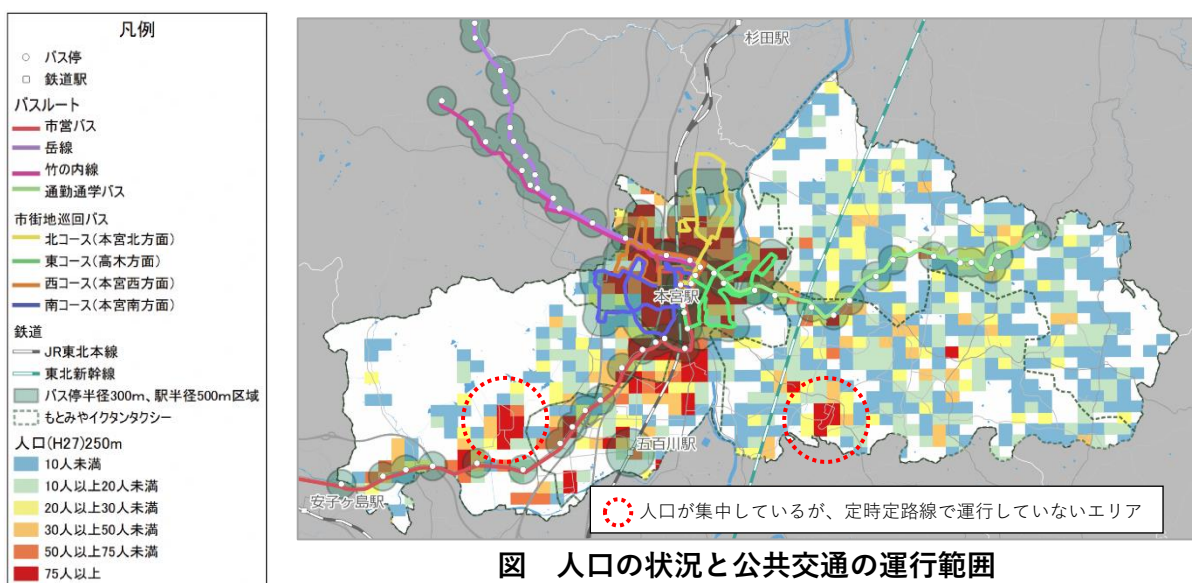 凡例
バス停
鉄道駅
バスルート
市営バス
岳線
竹の内線
通勤通学バス
市街地巡回バス
北コース(本宮北方面)
東コース(高木方面)
西コース(本宮西方面)
南コース(本宮南方面)
鉄道
JR東北本線
東北新幹線
バス停半径300m、駅半径500m区域
もとみやイクタンタクシー
人口(H27)250m
10人未満
10人以上20人未満
20人以上30人未満
30人以上50人未満
50人以上75人未満
75人以上
杉田駅
本宮駅
五百川駅
安子ケ島駅
人口が集中しているが、定時定路線で運行していないエリア
図 人口の状況と公共交通の運行範囲